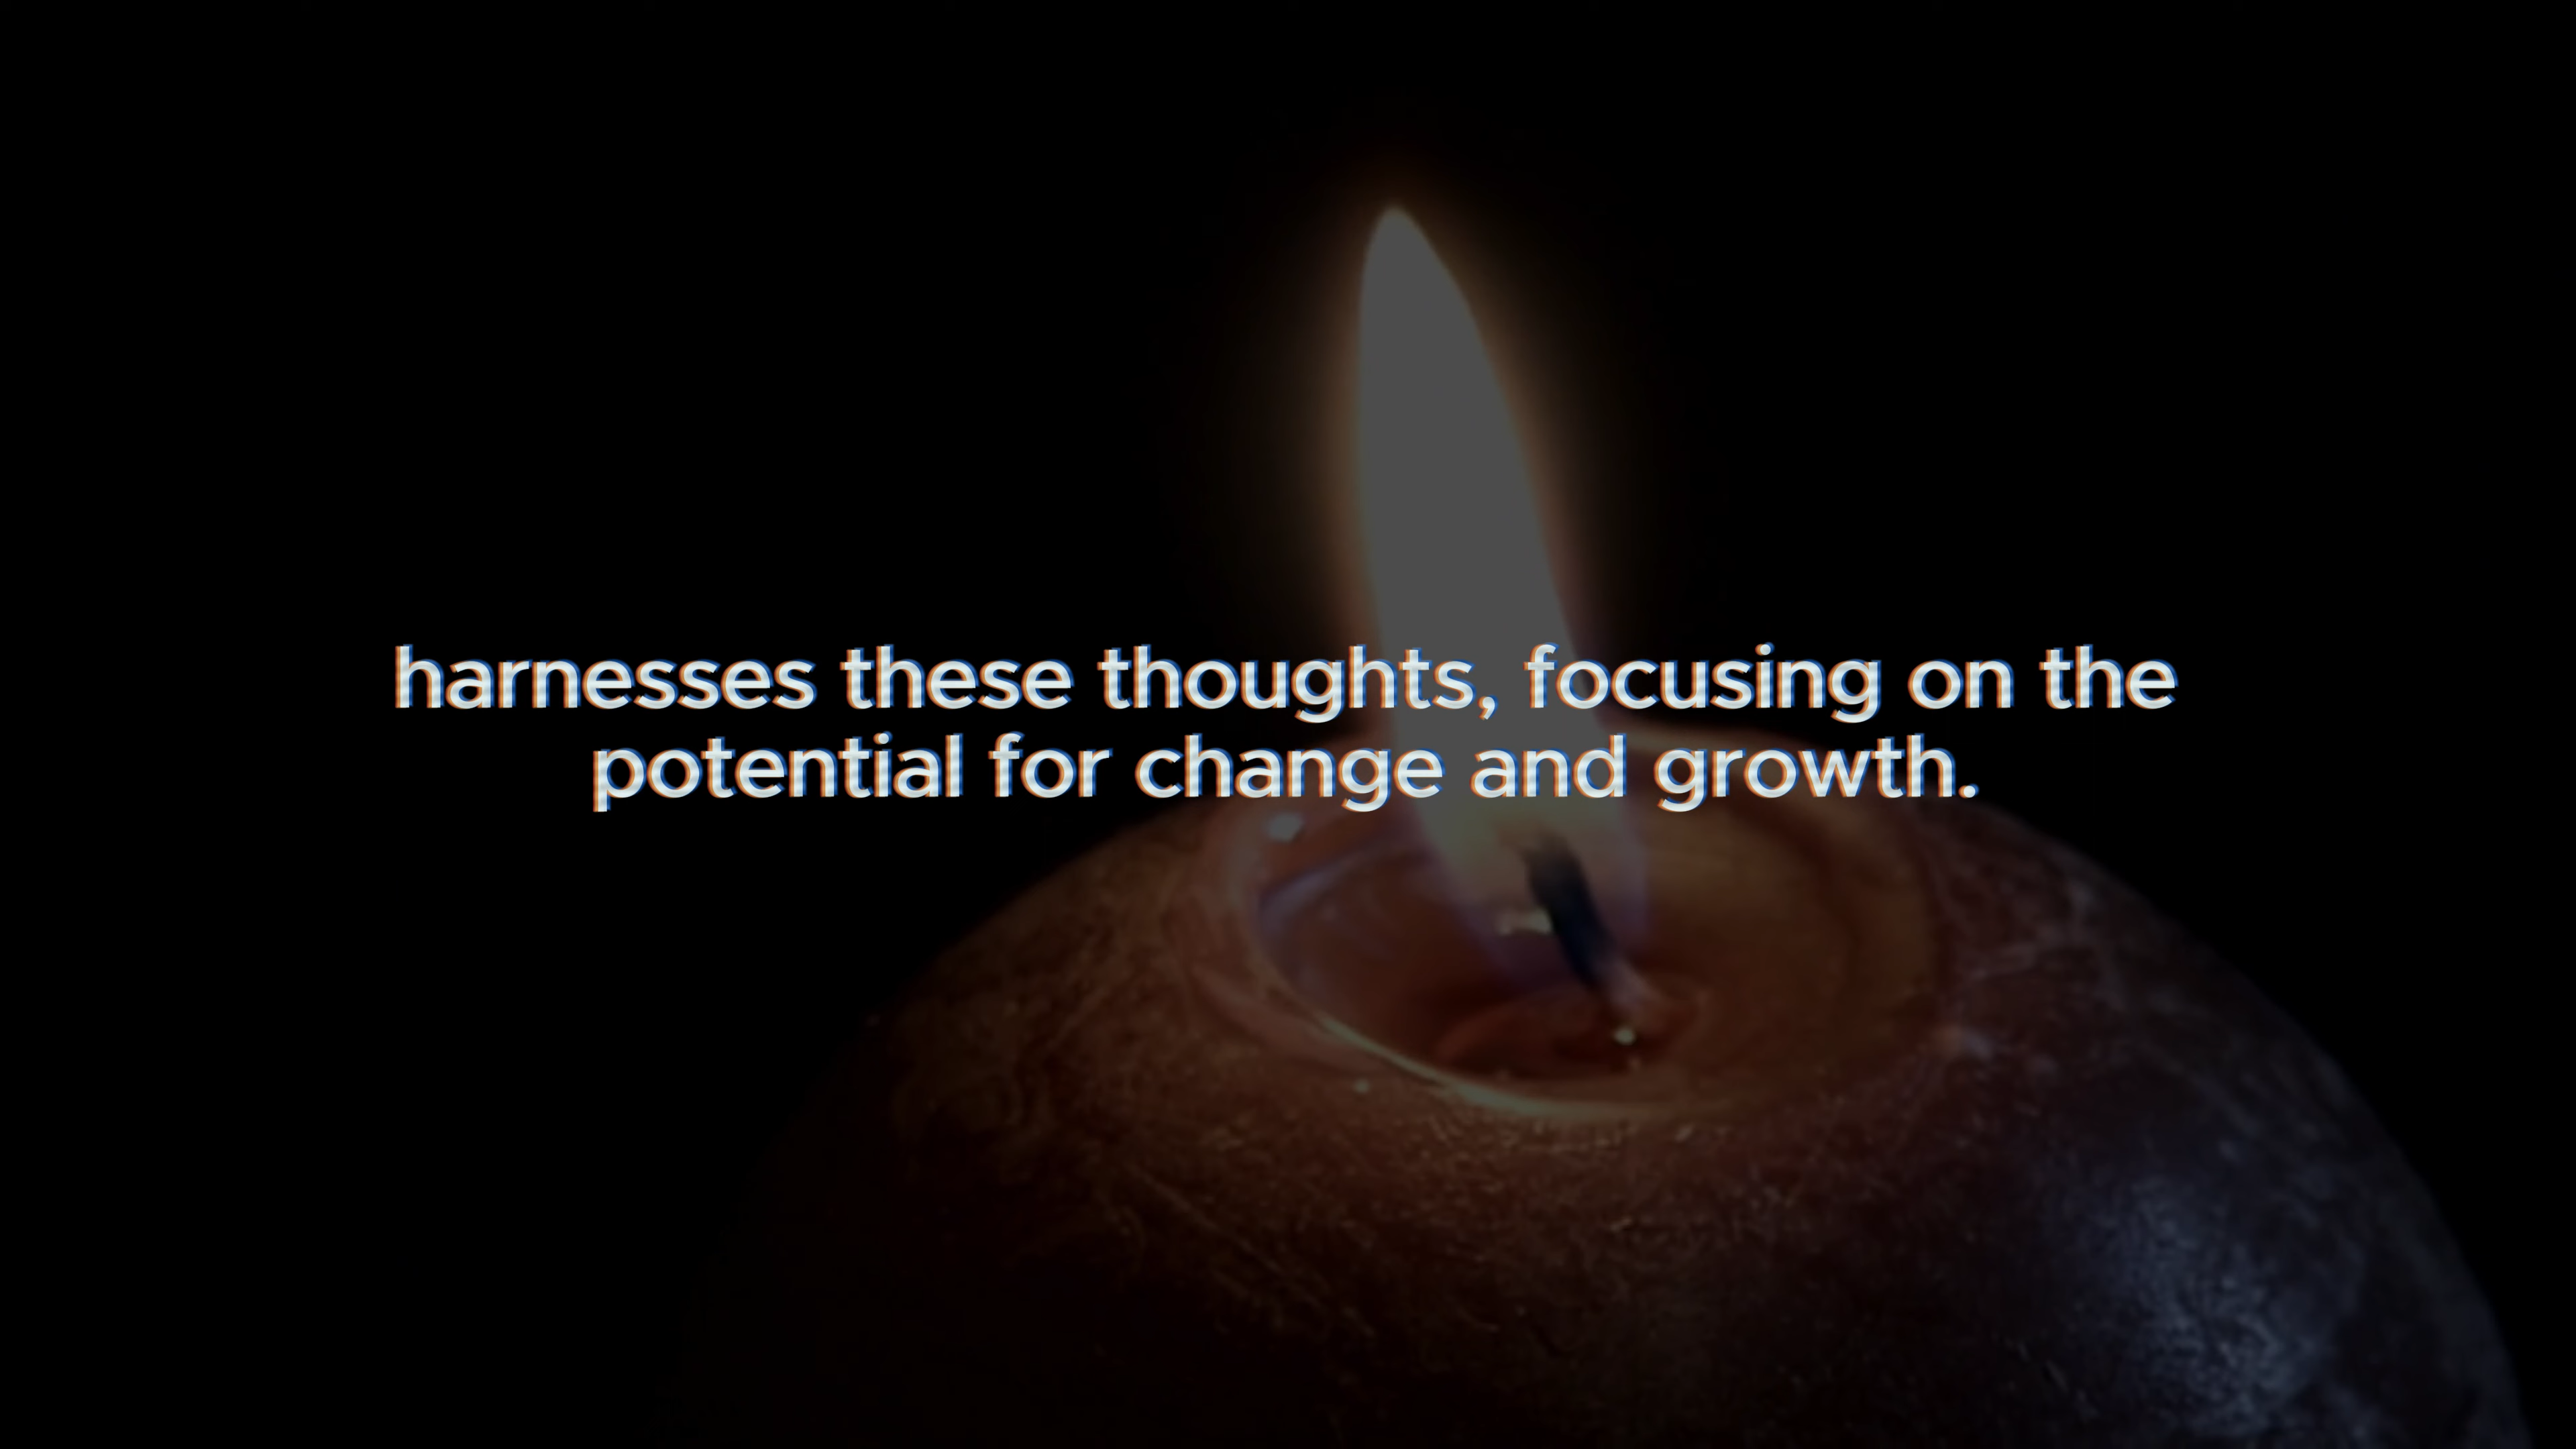 harnesses these thoughts, focusing on the
potential for change and growth.